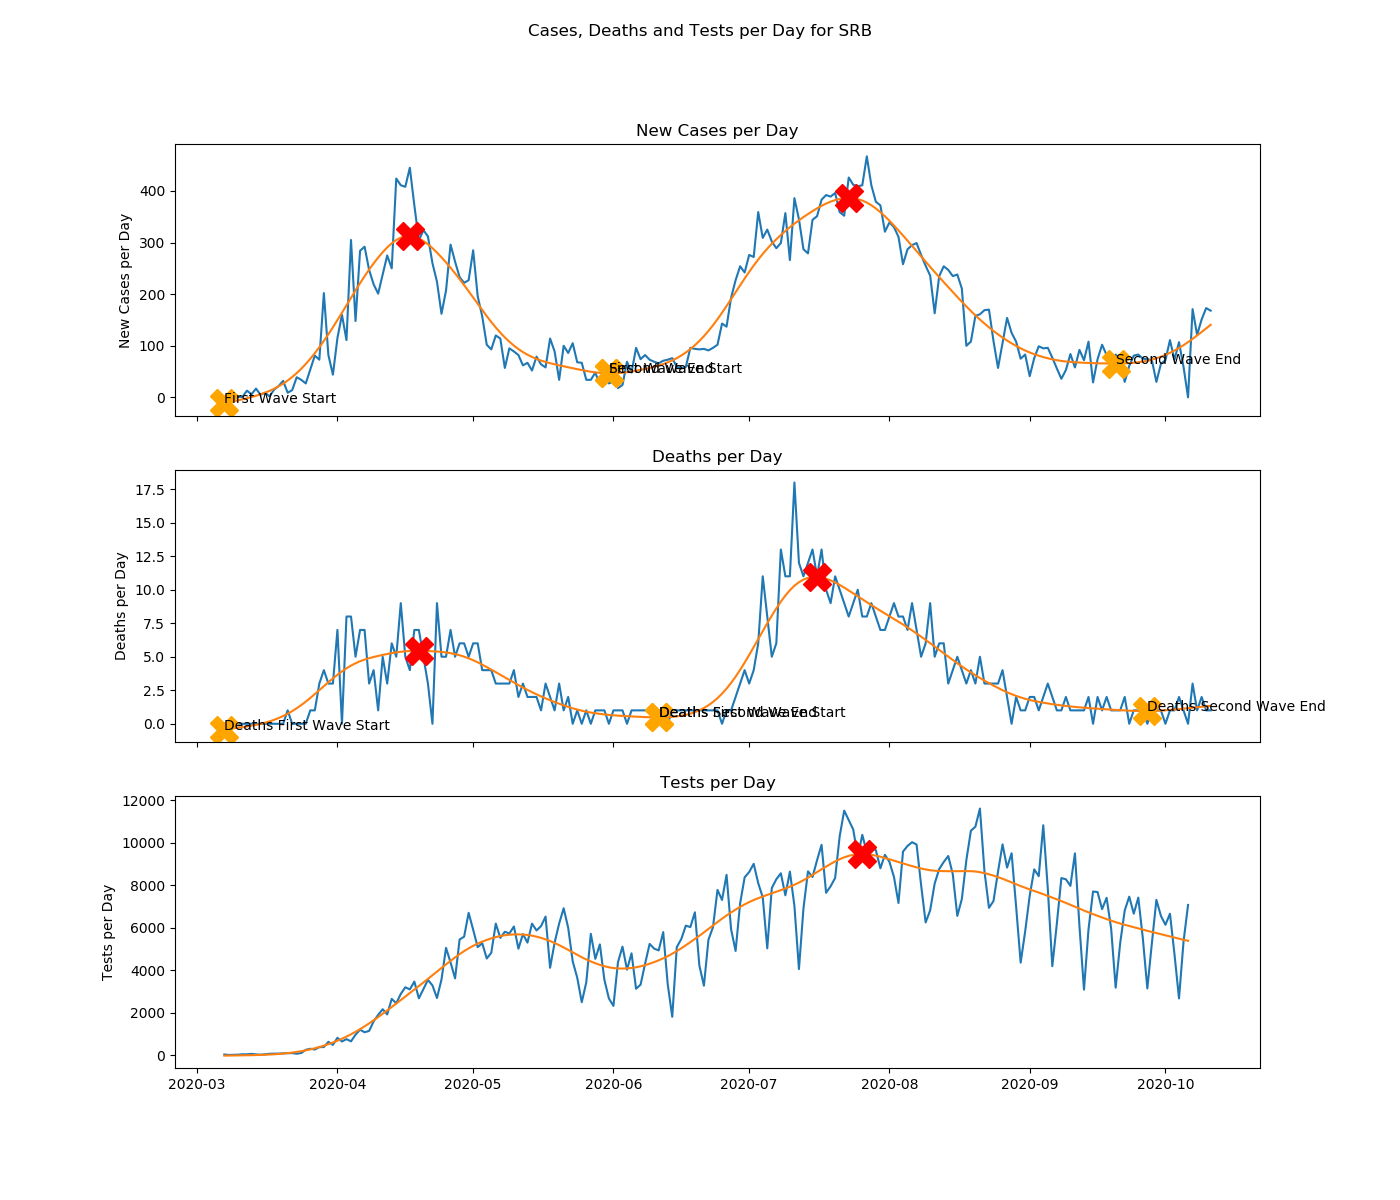 Cases, Deaths and Tests per Day for SRB
New Cases per Day
New Cases per Day
400
300
200
100
0
First Wave Start
First Wave End
Second Wave Start
Second Wave End
Deaths per Day
Deaths per Day
17.5
15.0
12.5
10.0
7.5
5.0
2.5
0.0
Deaths First Wave Start
Deaths First Wave End
Deaths Second Wave Start
Deaths Second Wave End
Tests per Day
Tests per Day
12000
10000
8000
6000
4000
2000
0
2020-03 2020-04 2020-05 2020-06 2020-07 2020-08 2020-09 2020-10